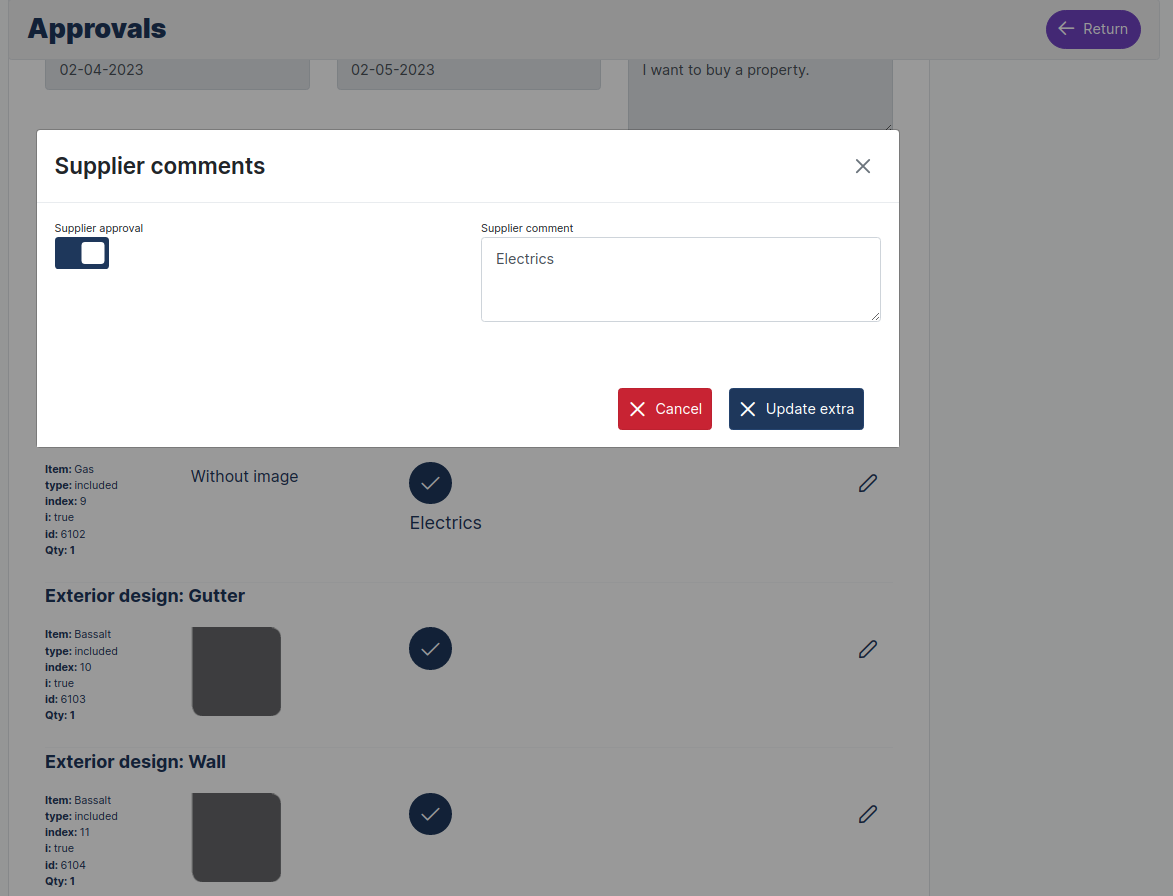 Approvals
Return
02-04-2023
02-05-2023
I want to buy a property.
Supplier comments
Supplier approval
Supplier comment
Electrics
Cancel
Update extra
Item: Gas
type: included
index: 9
i: true
id: 6102
Qty: 1
Without image
Electrics
Exterior design: Gutter
Item: Bassalt
type: included
index: 10
i: true
id: 6103
Qty: 1
Exterior design: Wall
Item: Bassalt
type: included
index: 11
i: true
id: 6104
Qty: 1